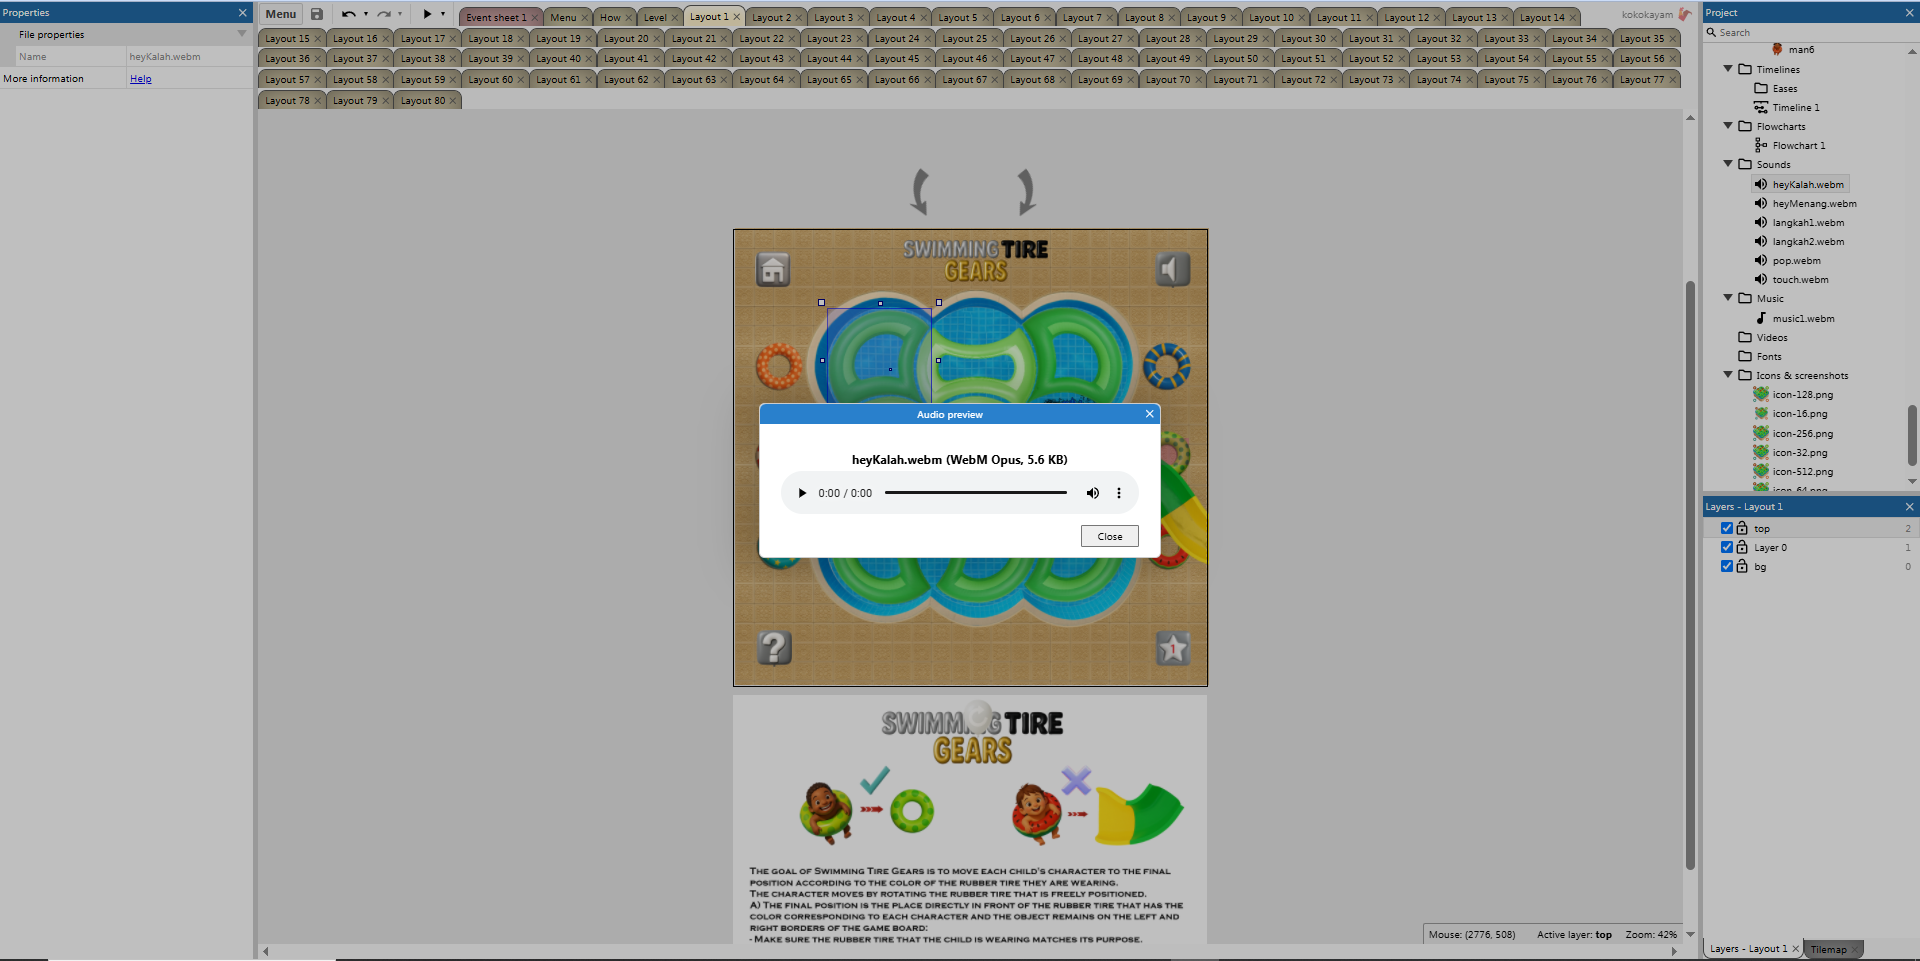 Properties
File properties
Name heyKalah.webm
More information Help
Menu
Event sheet 1 Menu How Level Layout 1 Layout 2 Layout 3 Layout 4 Layout 5 Layout 6 Layout 7 Layout 8 Layout 9 Layout 10 Layout 11 Layout 12 Layout 13 Layout 14
kokokayam
Layout 15 Layout 16 Layout 17 Layout 18 Layout 19 Layout 20 Layout 21 Layout 22 Layout 23 Layout 24 Layout 25 Layout 26 Layout 27 Layout 28 Layout 29 Layout 30 Layout 31 Layout 32 Layout 33 Layout 34 Layout 35
Layout 36 Layout 37 Layout 38 Layout 39 Layout 40 Layout 41 Layout 42 Layout 43 Layout 44 Layout 45 Layout 46 Layout 47 Layout 48 Layout 49 Layout 50 Layout 51 Layout 52 Layout 53 Layout 54 Layout 55 Layout 56
Layout 57 Layout 58 Layout 59 Layout 60 Layout 61 Layout 62 Layout 63 Layout 64 Layout 65 Layout 66 Layout 67 Layout 68 Layout 69 Layout 70 Layout 71 Layout 72 Layout 73 Layout 74 Layout 75 Layout 76 Layout 77
Layout 78 Layout 79 Layout 80
SWIMMING TIRE
GEARS
Audio preview
heyKalah.webm (WebM Opus, 5.6 KB)
0:00 / 0:00
Close
?
1
TIRE
GEARS
THE GOAL OF SWIMMING TIRE GEARS IS TO MOVE EACH CHILD'S CHARACTER TO THE FINAL
POSITION ACCORDING TO THE COLOR OF THE RUBBER TIRE THEY ARE WEARING.
THE CHARACTER MOVES BY ROTATING THE RUBBER TIRE THAT IS FREELY POSITIONED.
A) THE FINAL POSITION IS THE PLACE DIRECTLY IN FRONT OF THE RUBBER TIRE THAT HAS THE
COLOR CORRESPONDING TO EACH CHARACTER AND THE OBJECT REMAINS ON THE LEFT AND
RIGHT BORDERS OF THE GAME BOARD:
- MAKE SURE THE RUBBER TIRE THAT THE CHILD IS WEARING MATCHES ITS PURPOSE.
Mouse: (2776, 508) Active layer: top Zoom: 42%
Project
Search
man6
Timelines
Eases
Timeline 1
Flowcharts
Flowchart 1
Sounds
heyKalah.webm
heyMenang.webm
langkah1.webm
langkah2.webm
pop.webm
touch.webm
Music
music1.webm
Videos
Fonts
Icons & screenshots
icon-128.png
icon-16.png
icon-256.png
icon-32.png
icon-512.png
icon-64.png
Layers - Layout 1
top 2
Layer 0 1
bg 0
Layers - Layout 1 Tilemap